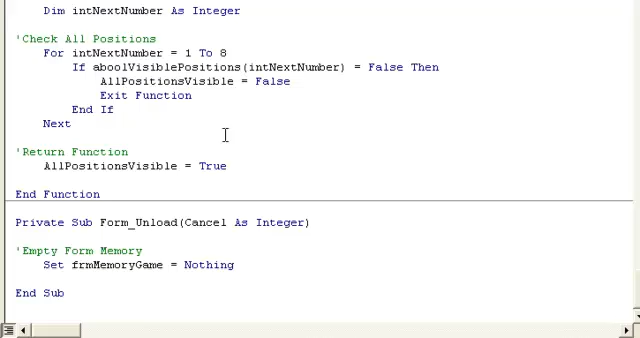 Dim intNextNumber As Integer
'Check All Positions
For intNextNumber = 1 To 8
If aboolVisiblePositions(intNextNumber) = False Then
AllPositionsVisible = False
Exit Function
End If
Next
'Return Function
AllPositionsVisible = True
End Function
Private Sub Form_Unload(Cancel As Integer)
'Empty Form Memory
Set frmMemoryGame = Nothing
End Sub